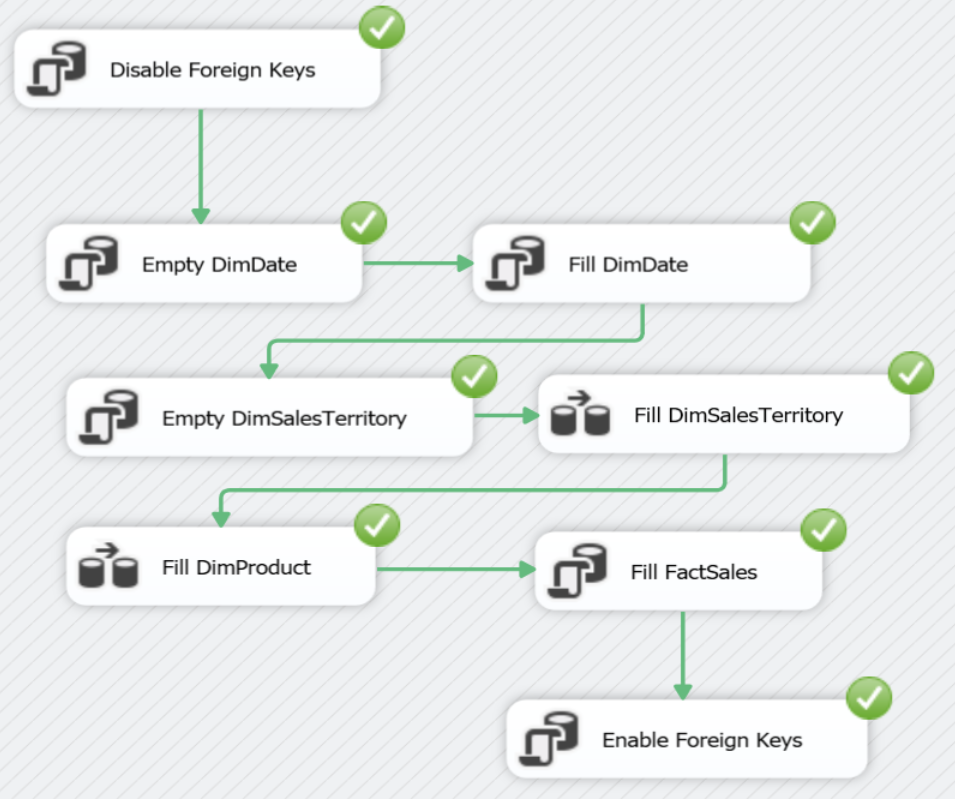 Disable Foreign Keys
Empty DimDate
Fill DimDate
Empty DimSalesTerritory
Fill DimSalesTerritory
Fill DimProduct
Fill FactSales
Enable Foreign Keys